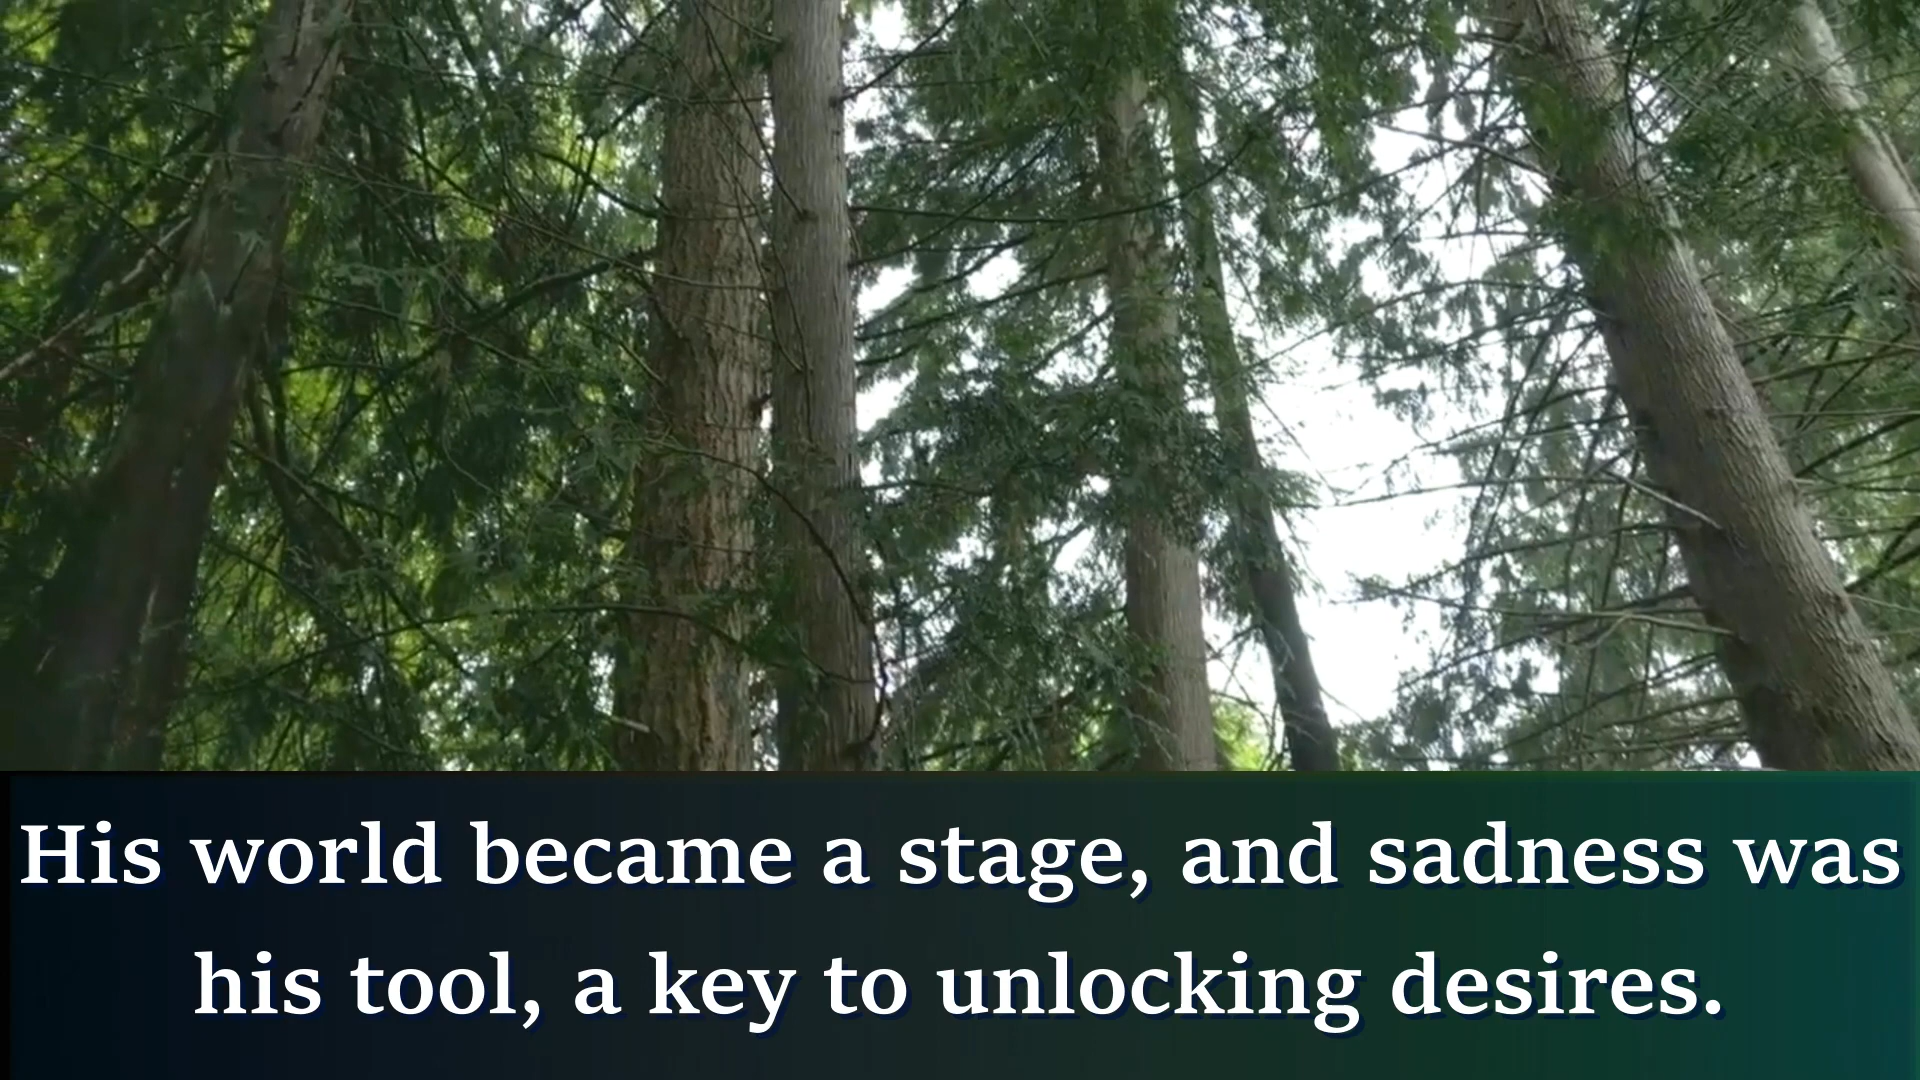 His world became a stage, and sadness was
his tool, a key to unlocking desires.